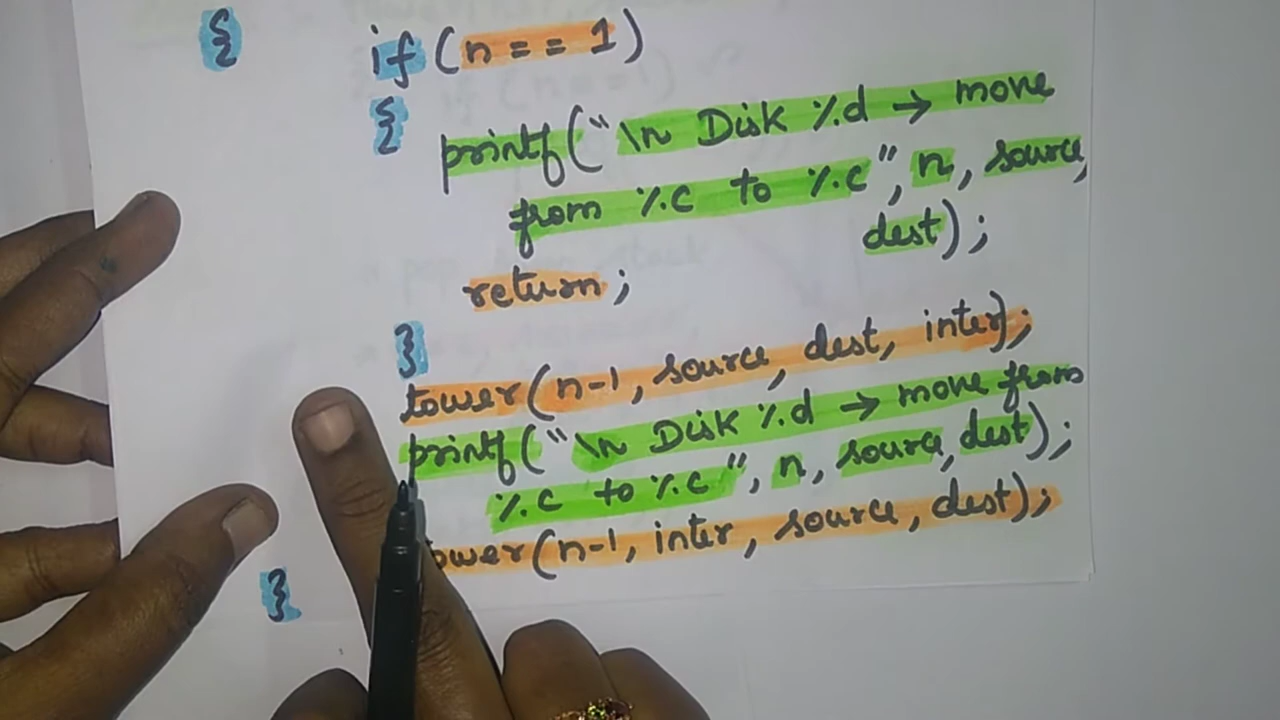 {
if (n == 1)
{
printf("\n Disk %d → move
from %c to %c", n, source,
dest);
return;
}
tower(n-1, source, dest, inter);
printf("\n Disk %d → move from
%c to %c", n, source, dest);
tower(n-1, inter, source, dest);
}